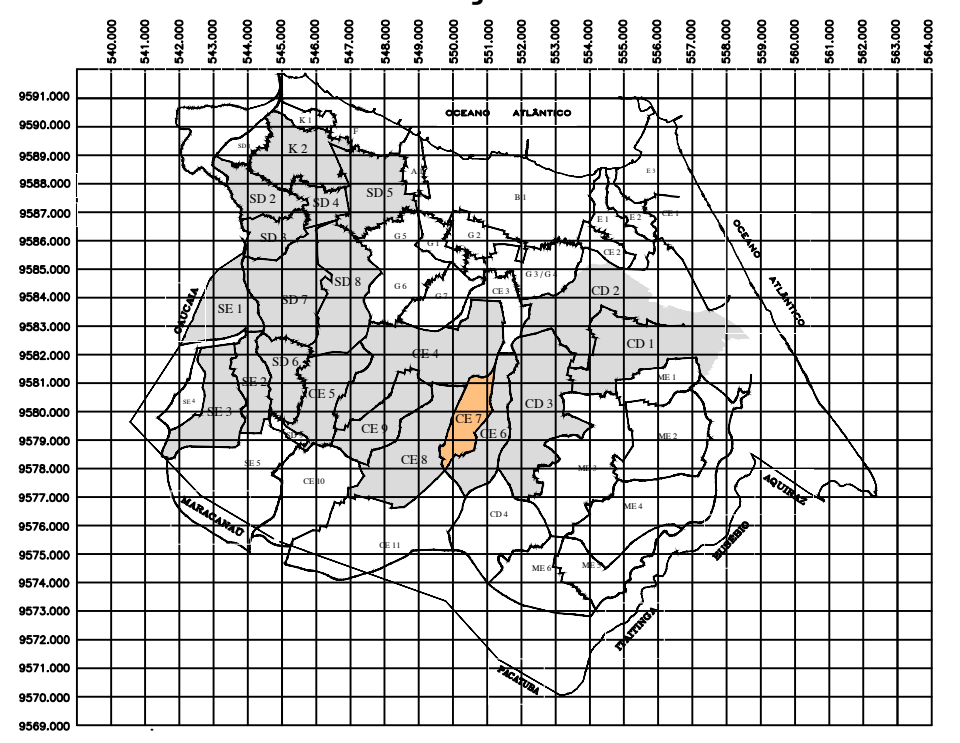 540.000 541.000 542.000 543.000 544.000 545.000 546.000 547.000 548.000 549.000 550.000 551.000 552.000 553.000 554.000 555.000 556.000 557.000 558.000 559.000 560.000 561.000 562.000 563.000 564.000
9591.000
9590.000
9589.000
9588.000
9587.000
9586.000
9585.000
9584.000
9583.000
9582.000
9581.000
9580.000
9579.000
9578.000
9577.000
9576.000
9575.000
9574.000
9573.000
9572.000
9571.000
9570.000
9569.000
OCEANO ATLÂNTICO
K 1
F
K 2
E 3
SD 2
SD 4
SD 5
B 1
E 1
E 2
CE 1
SD 3
G 5
G 1
G 2
CE 2
OCEANO ATLÂNTICO
SD 8
G 3 / G 4
G 6
G 7
CE 3
CD 2
CAUCAIA
SE 1
SD 7
CE 4
CD 1
SD 6
SE 2
ME 1
SE 4
SE 3
CE 5
CE 7
CD 3
CE 9
CE 6
ME 2
SE 5
CE 8
ME 3
CE 10
AQUIRAZ
MARACANAÚ
CD 4
ME 4
CE 11
EUSÉBIO
ME 6
ME 5
ITAITINGA
PACATUBA